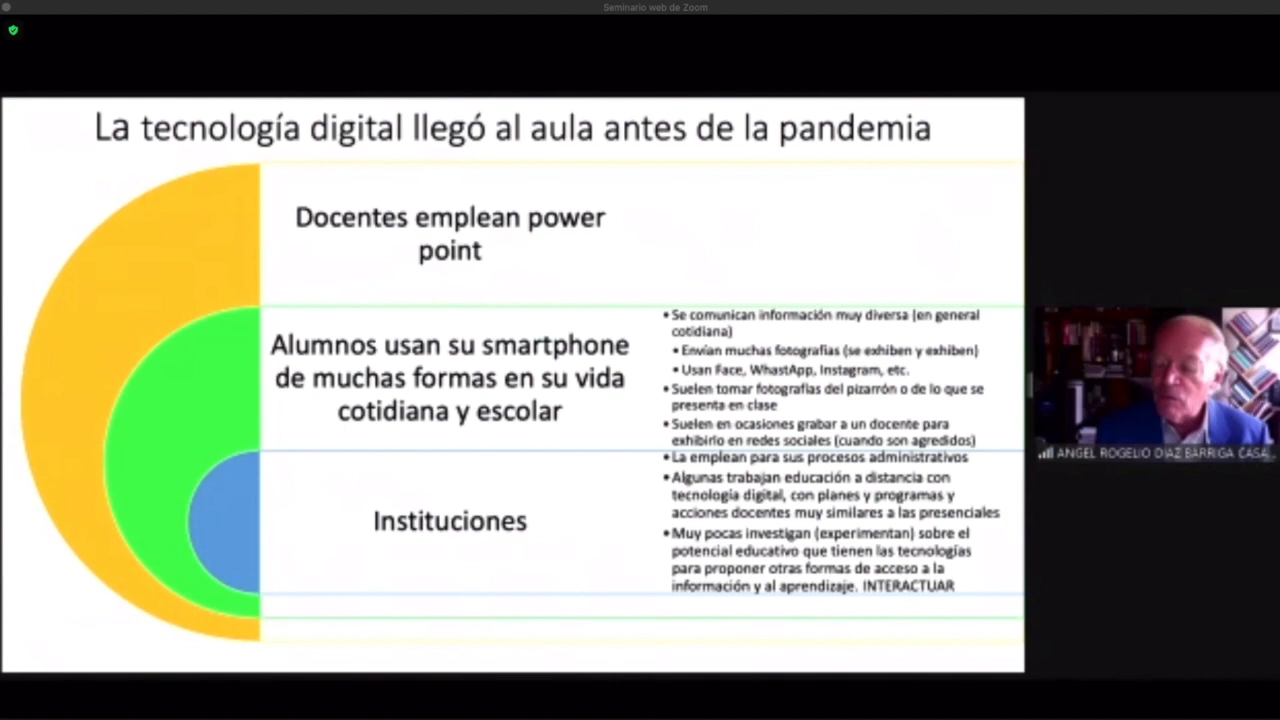 Seminario web de Zoom
La tecnología digital llegó al aula antes de la pandemia
Docentes emplean power
point
Alumnos usan su smartphone
de muchas formas en su vida
cotidiana y escolar
• Se comunican información muy diversa (en general
cotidiana)
• Envían muchas fotografías (se exhiben y exhiben)
• Usan Face, WhastApp, Instagram, etc.
• Suelen tomar fotografías del pizarrón o de lo que se
presenta en clase
• Suelen en ocasiones grabar a un docente para
exhibirlo en redes sociales (cuando son agredidos)
Instituciones
• La emplean para sus procesos administrativos
• Algunas trabajan educación a distancia con
tecnología digital, con planes y programas y
acciones docentes muy similares a las presenciales
• Muy pocas investigan (experimentan) sobre el
potencial educativo que tienen las tecnologías
para proponer otras formas de acceso a la
información y al aprendizaje. INTERACTUAR
ANGEL ROGELIO DIAZ BARRIGA CASA...